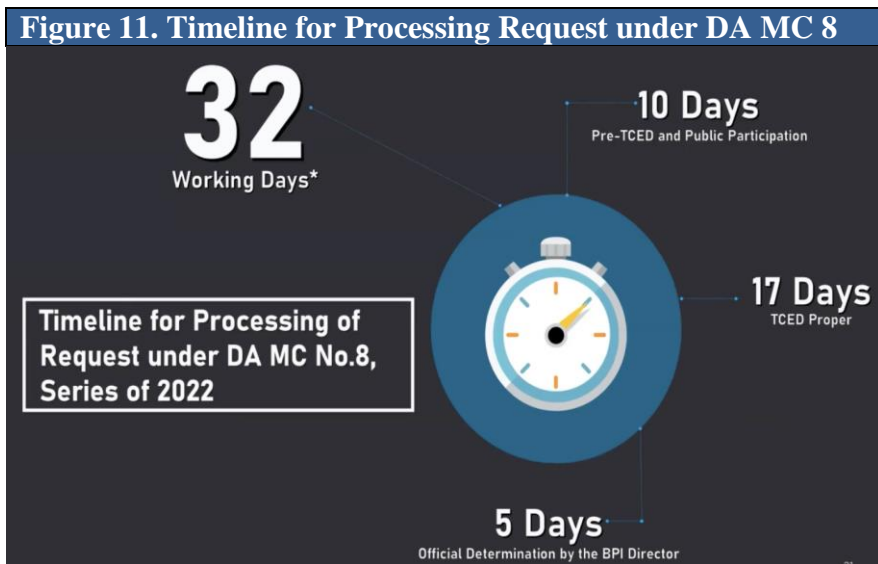 Figure 11. Timeline for Processing Request under DA MC 8
32
Working Days*
10 Days
Pre-TCED and Public Participation
17 Days
TCED Proper
Timeline for Processing of
Request under DA MC No.8,
Series of 2022
5 Days
Official Determination by the BPI Director